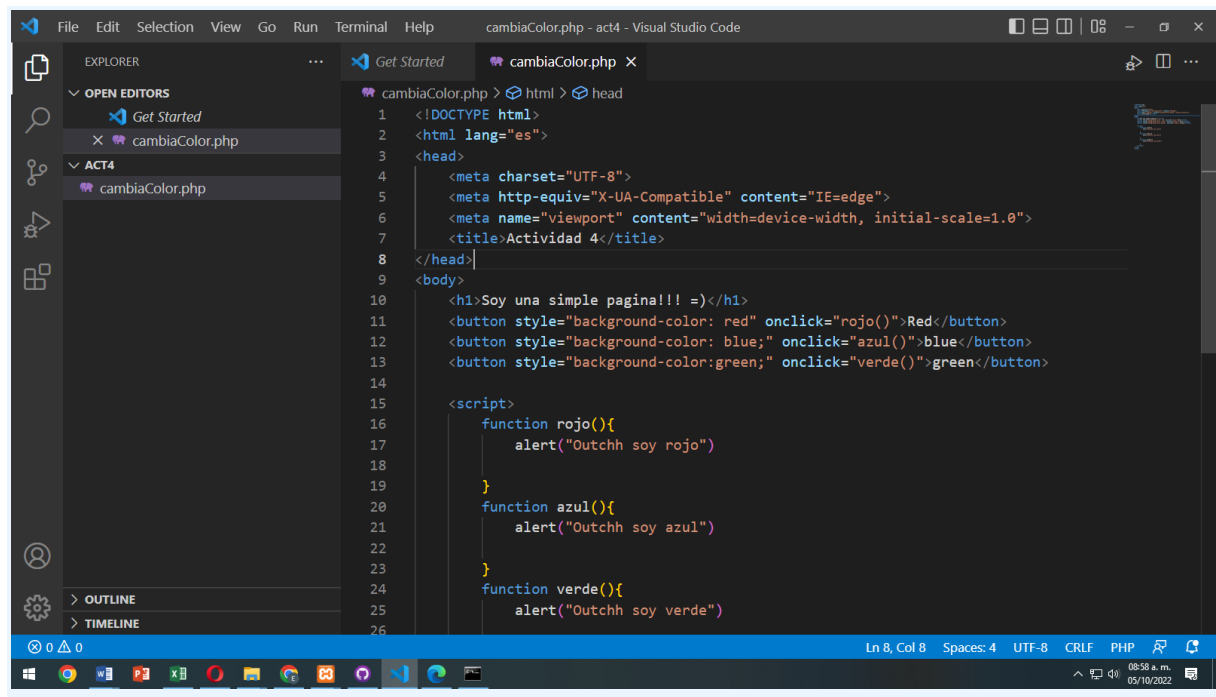 File Edit Selection View Go Run Terminal Help cambiaColor.php - act4 - Visual Studio Code
EXPLORER
OPEN EDITORS
Get Started
cambiaColor.php
ACT4
cambiaColor.php
OUTLINE
TIMELINE
Get Started cambiaColor.php
cambiaColor.php > html > head
1 <!DOCTYPE html>
2 <html lang="es">
3 <head>
4 <meta charset="UTF-8">
5 <meta http-equiv="X-UA-Compatible" content="IE=edge">
6 <meta name="viewport" content="width=device-width, initial-scale=1.0">
7 <title>Actividad 4</title>
8 </head>
9 <body>
10 <h1>Soy una simple pagina!!! =)</h1>
11 <button style="background-color: red" onclick="rojo()">Red</button>
12 <button style="background-color: blue;" onclick="azul()">blue</button>
13 <button style="background-color:green;" onclick="verde()">green</button>
14
15 <script>
16 function rojo(){
17 alert("Outchh soy rojo")
18
19 }
20 function azul(){
21 alert("Outchh soy azul")
22
23 }
24 function verde(){
25 alert("Outchh soy verde")
26
0 0 Ln 8, Col 8 Spaces: 4 UTF-8 CRLF PHP
08:58 a. m.
05/10/2022